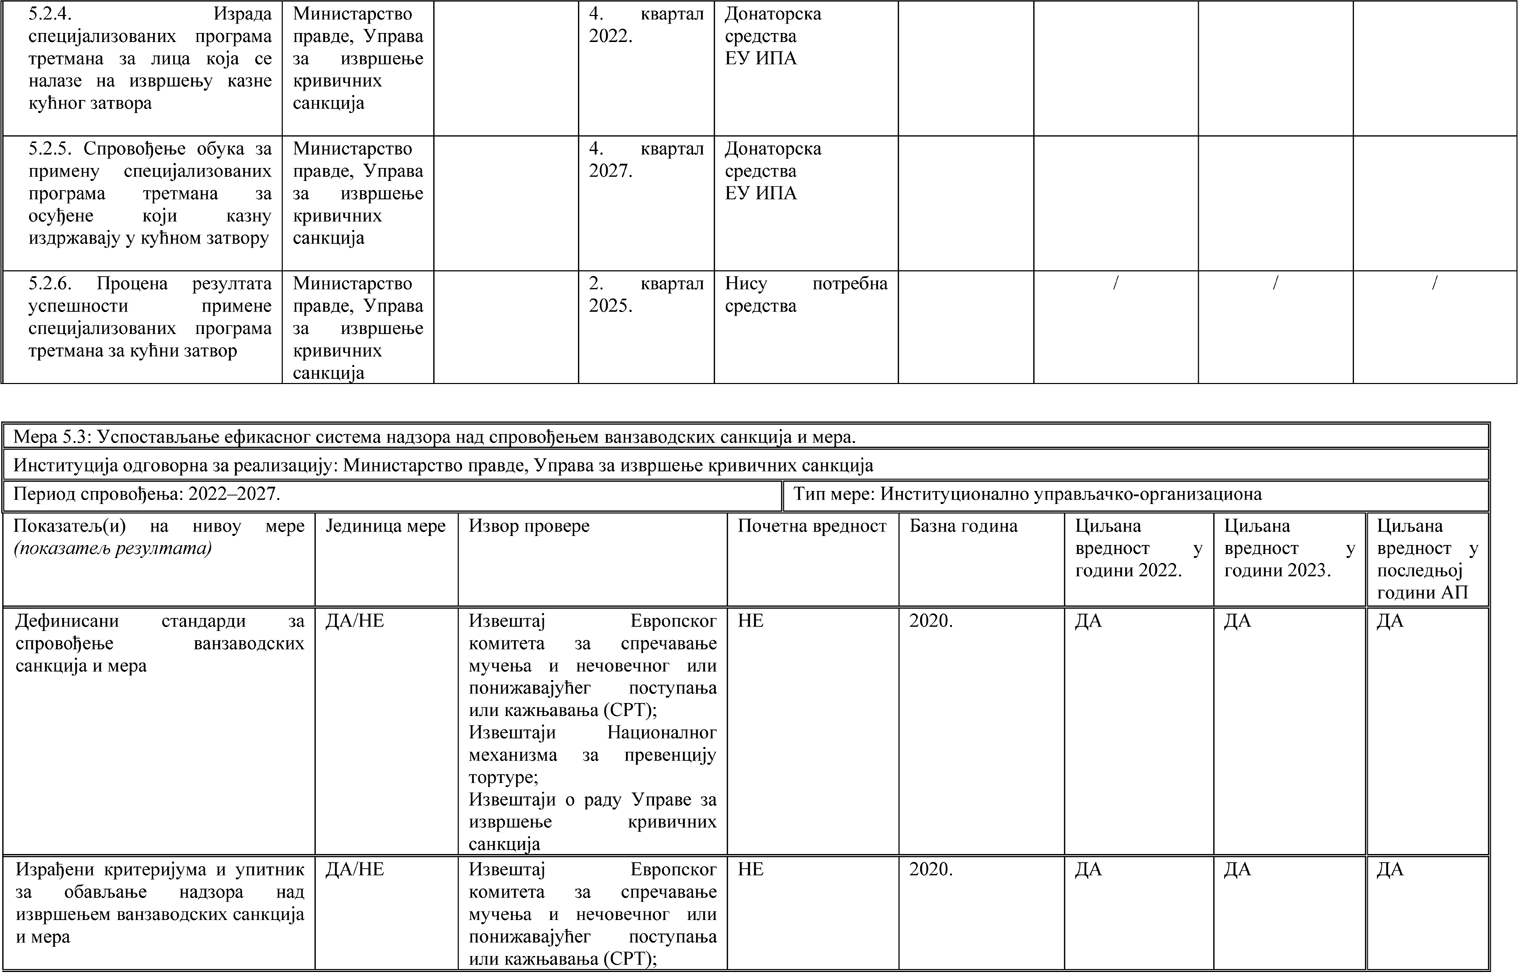 5.2.4. Израда
специјализованих програма
третмана за лица која се
налазе на извршењу казне
кућног затвора
Министарство
правде, Управа
за извршење
кривичних
санкција
4. квартал
2022.
Донаторска
средства
ЕУ ИПА
5.2.5. Спровођење обука за
примену специјализованих
програма третмана за
осуђене који казну
издржавају у кућном затвору
Министарство
правде, Управа
за извршење
кривичних
санкција
4. квартал
2027.
Донаторска
средства
ЕУ ИПА
5.2.6. Процена резултата
успешности примене
специјализованих програма
третмана за кућни затвор
Министарство
правде, Управа
за извршење
кривичних
санкција
2. квартал
2025.
Нису потребна
средства
/
/
/
Мера 5.3: Успостављање ефикасног система надзора над спровођењем ванзаводских санкција и мера.
Институција одговорна за реализацију: Министарство правде, Управа за извршење кривичних санкција
Период спровођења: 2022–2027.
Тип мере: Институционално управљачко-организациона
Показатељ(и) на нивоу мере
(показатељ резултата)
Јединица мере
Извор провере
Почетна вредност
Базна година
Циљана
вредност у
години 2022.
Циљана
вредност у
години 2023.
Циљана
вредност у
последњој
години АП
Дефинисани стандарди за
спровођење ванзаводских
санкција и мера
ДА/НЕ
Извештај Европског
комитета за спречавање
мучења и нечовечног или
понижавајућег поступања
или кажњавања (CPT);
Извештаји Националног
механизма за превенцију
тортуре;
Извештаји о раду Управе за
извршење кривичних
санкција
НЕ
2020.
ДА
ДА
ДА
Израђени критеријума и упитник
за обављање надзора над
извршењем ванзаводских санкција
и мера
ДА/НЕ
Извештај Европског
комитета за спречавање
мучења и нечовечног или
понижавајућег поступања
или кажњавања (CPT);
НЕ
2020.
ДА
ДА
ДА